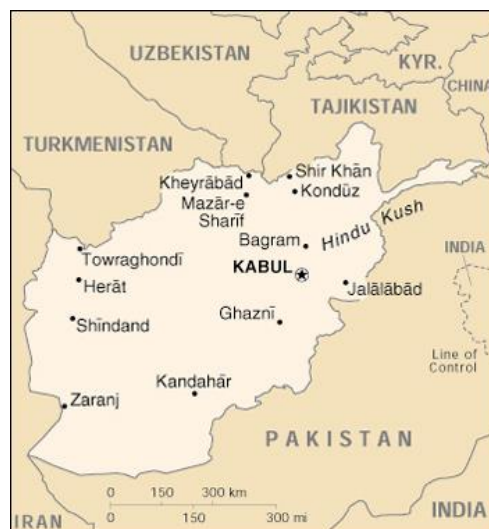 UZBEKISTAN
KYR.
CHINA
TAJIKISTAN
TURKMENISTAN
Kheyrābād
Shir Khān
Mazār-e
Sharīf
Kondūz
Hindu Kush
Bagram
INDIA
Towraghondī
KABUL
Herāt
Jalālābād
Ghaznī
Shīndand
Line of
Control
Kandahār
Zaranj
PAKISTAN
IRAN
0 150 300 km
0 150 300 mi
INDIA